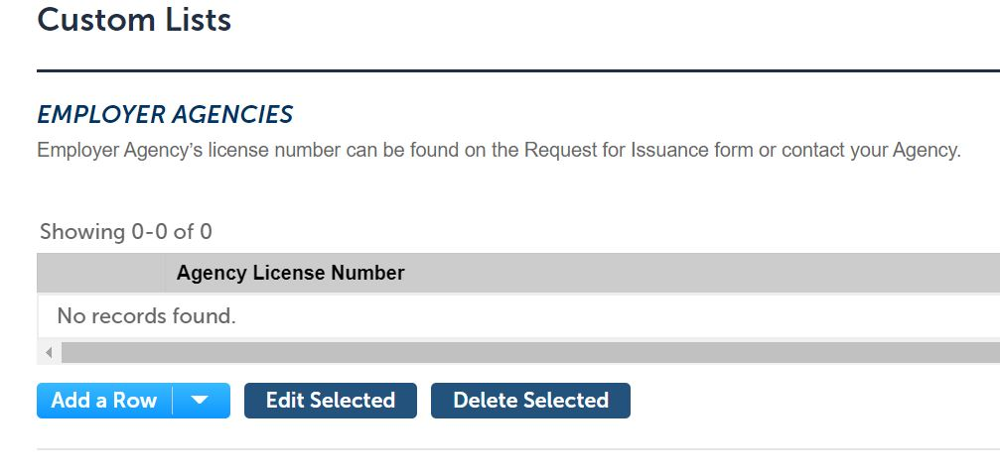 Custom Lists
EMPLOYER AGENCIES
Employer Agency’s license number can be found on the Request for Issuance form or contact your Agency.
Showing 0-0 of 0
Agency License Number
No records found.
Add a Row Edit Selected Delete Selected